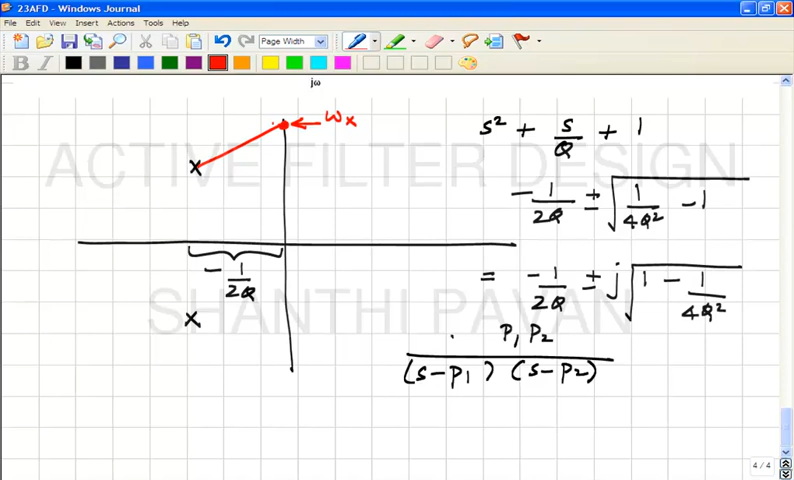 23AFD - Windows Journal
File Edit View Insert Actions Tools Help
Page Width
B I
jω
ωx
s² + s/Q + 1
ACTIVE FILTER DESIGN
x
-1/2Q ± √(1/4Q² - 1)
-1/2Q
= -1/2Q ± j√(1 - 1/4Q²)
x
SHANTHI PAVAN
P₁ P₂
(s-p₁) (s-p₂)
4 / 4